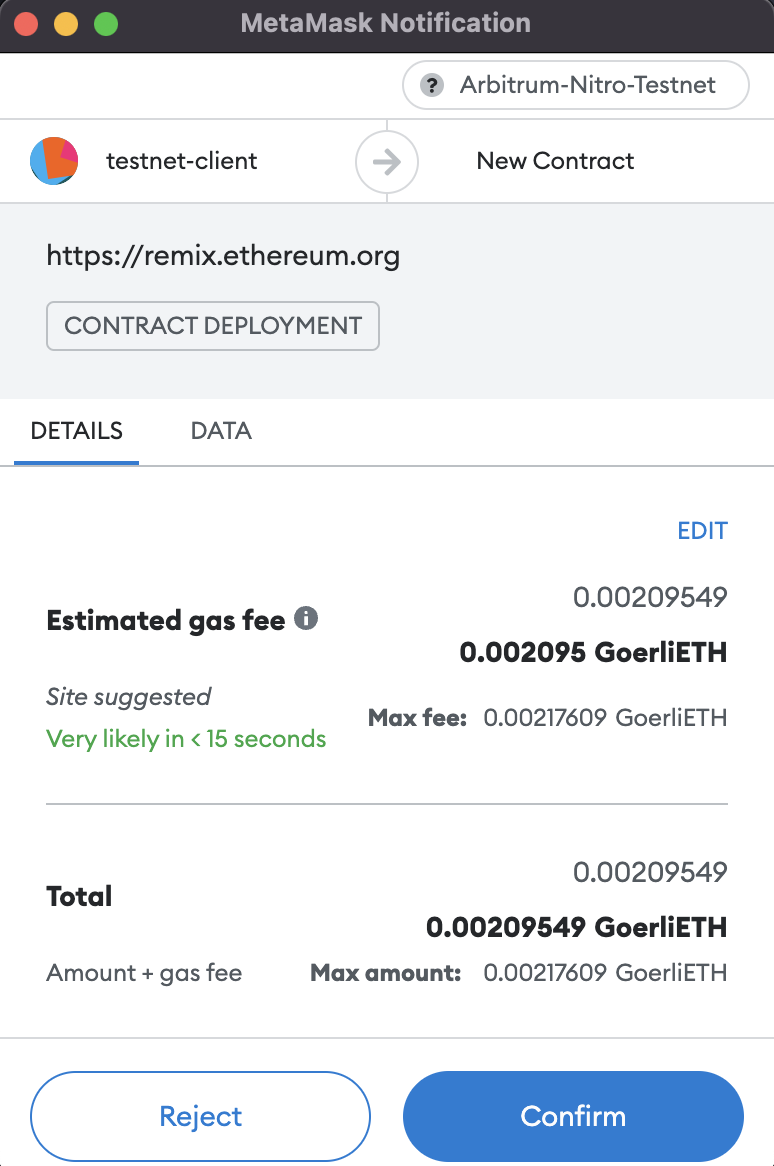 MetaMask Notification
? Arbitrum-Nitro-Testnet
testnet-client
New Contract
https://remix.ethereum.org
CONTRACT DEPLOYMENT
DETAILS DATA
EDIT
0.00209549
Estimated gas fee i
0.002095 GoerliETH
Site suggested
Max fee: 0.00217609 GoerliETH
Very likely in < 15 seconds
0.00209549
Total
0.00209549 GoerliETH
Amount + gas fee Max amount: 0.00217609 GoerliETH
Reject Confirm